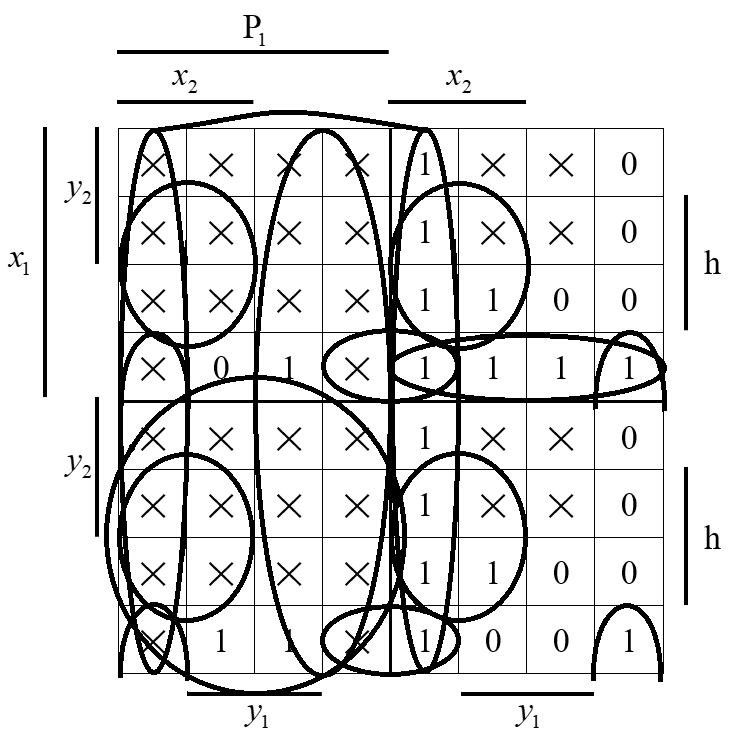 P₁
x₂ x₂
y₂ × × × × 1 × × 0
× × × × 1 × × 0
x₁ × × × × 1 1 0 0 h
× 0 1 × 1 1 1 1
× × × × 1 × × 0
y₂ × × × × 1 × × 0
× × × × 1 1 0 0 h
× 1 1 × 1 0 0 1
y₁ y₁